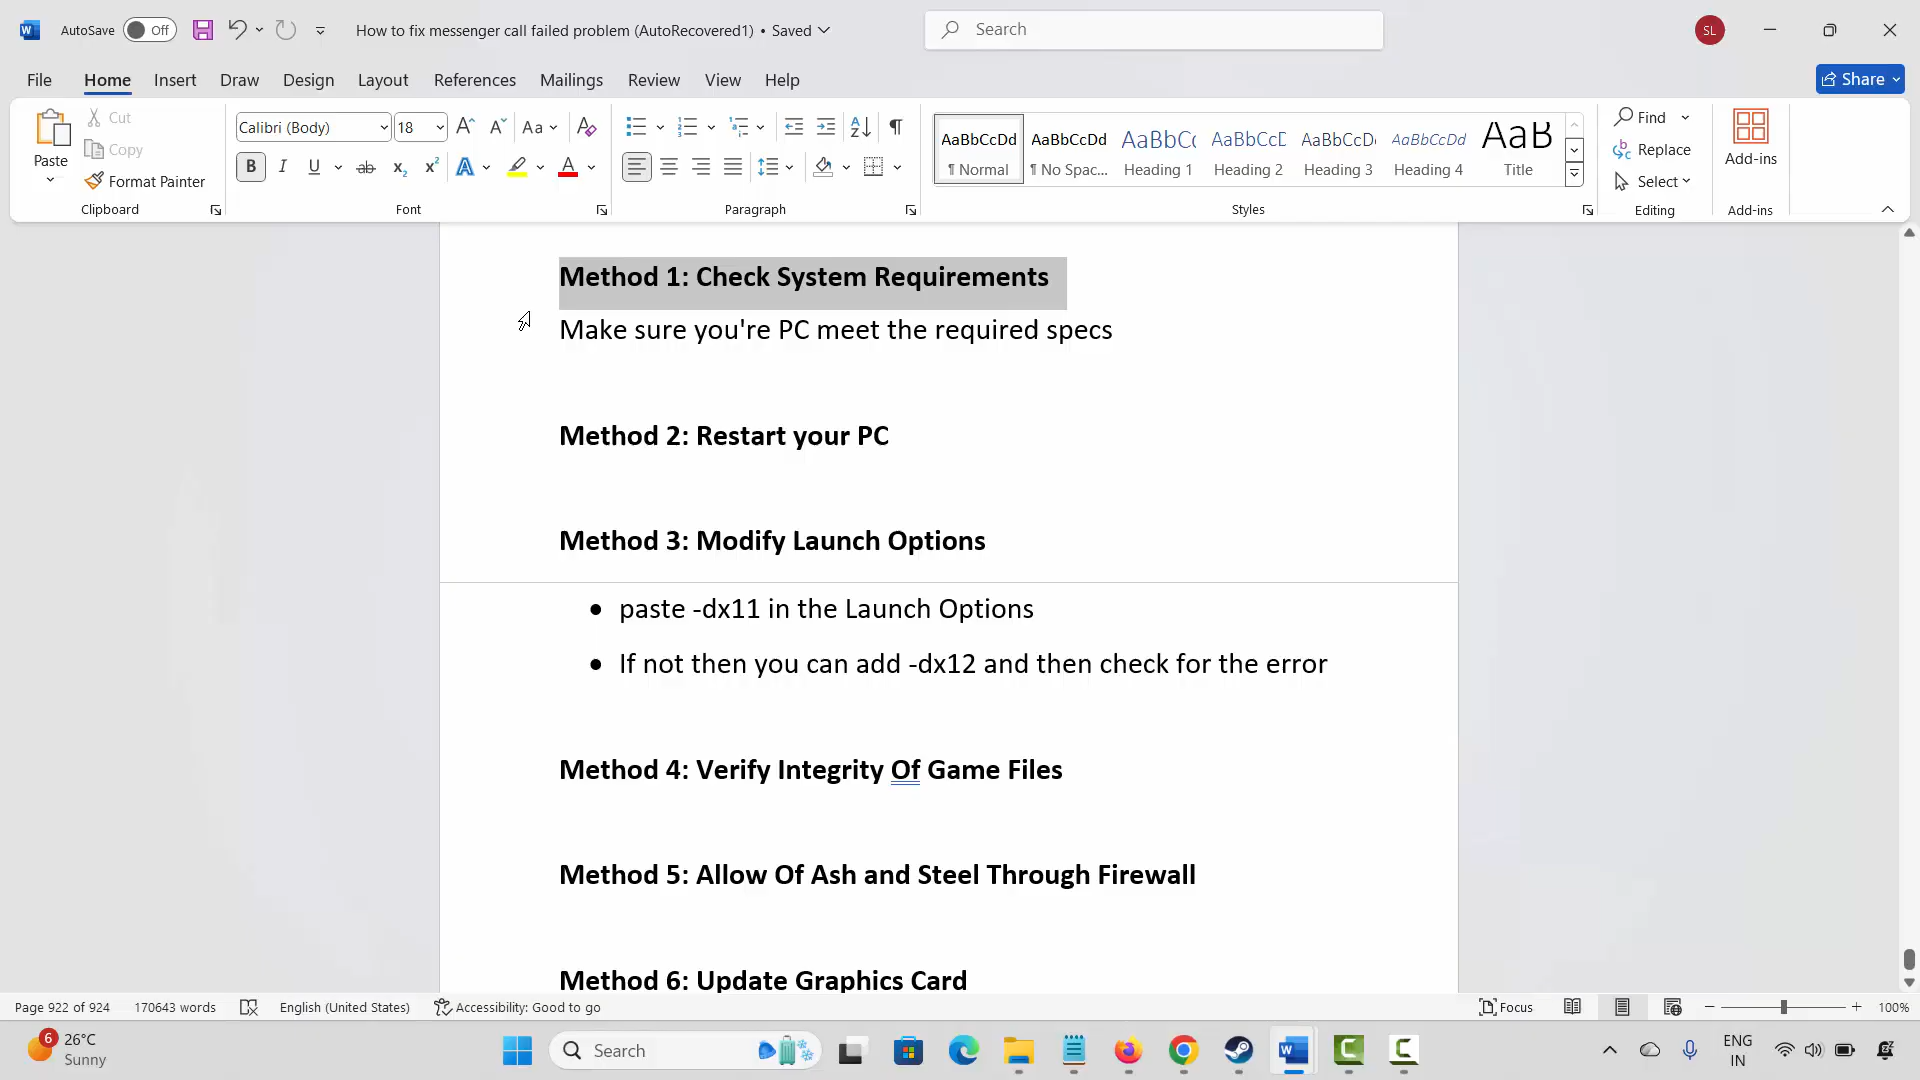 AutoSave Off How to fix messenger call failed problem (AutoRecovered1) • Saved Search SL
File Home Insert Draw Design Layout References Mailings Review View Help Share
Paste Cut Copy Format Painter Clipboard
Calibri (Body) 18 Aa Font
Paragraph
AaBbCcDd AaBbCcDd AaBbCc AaBbCcD AaBbCcDd AaBbCcDd AaB
¶ Normal ¶ No Spac... Heading 1 Heading 2 Heading 3 Heading 4 Title
Styles
Find Replace Select Editing
Add-ins Add-ins
Method 1: Check System Requirements
Make sure you're PC meet the required specs
Method 2: Restart your PC
Method 3: Modify Launch Options
• paste -dx11 in the Launch Options
• If not then you can add -dx12 and then check for the error
Method 4: Verify Integrity Of Game Files
Method 5: Allow Of Ash and Steel Through Firewall
Method 6: Update Graphics Card
Page 922 of 924 170643 words English (United States) Accessibility: Good to go Focus 100%
6 26°C Sunny Search ENG IN